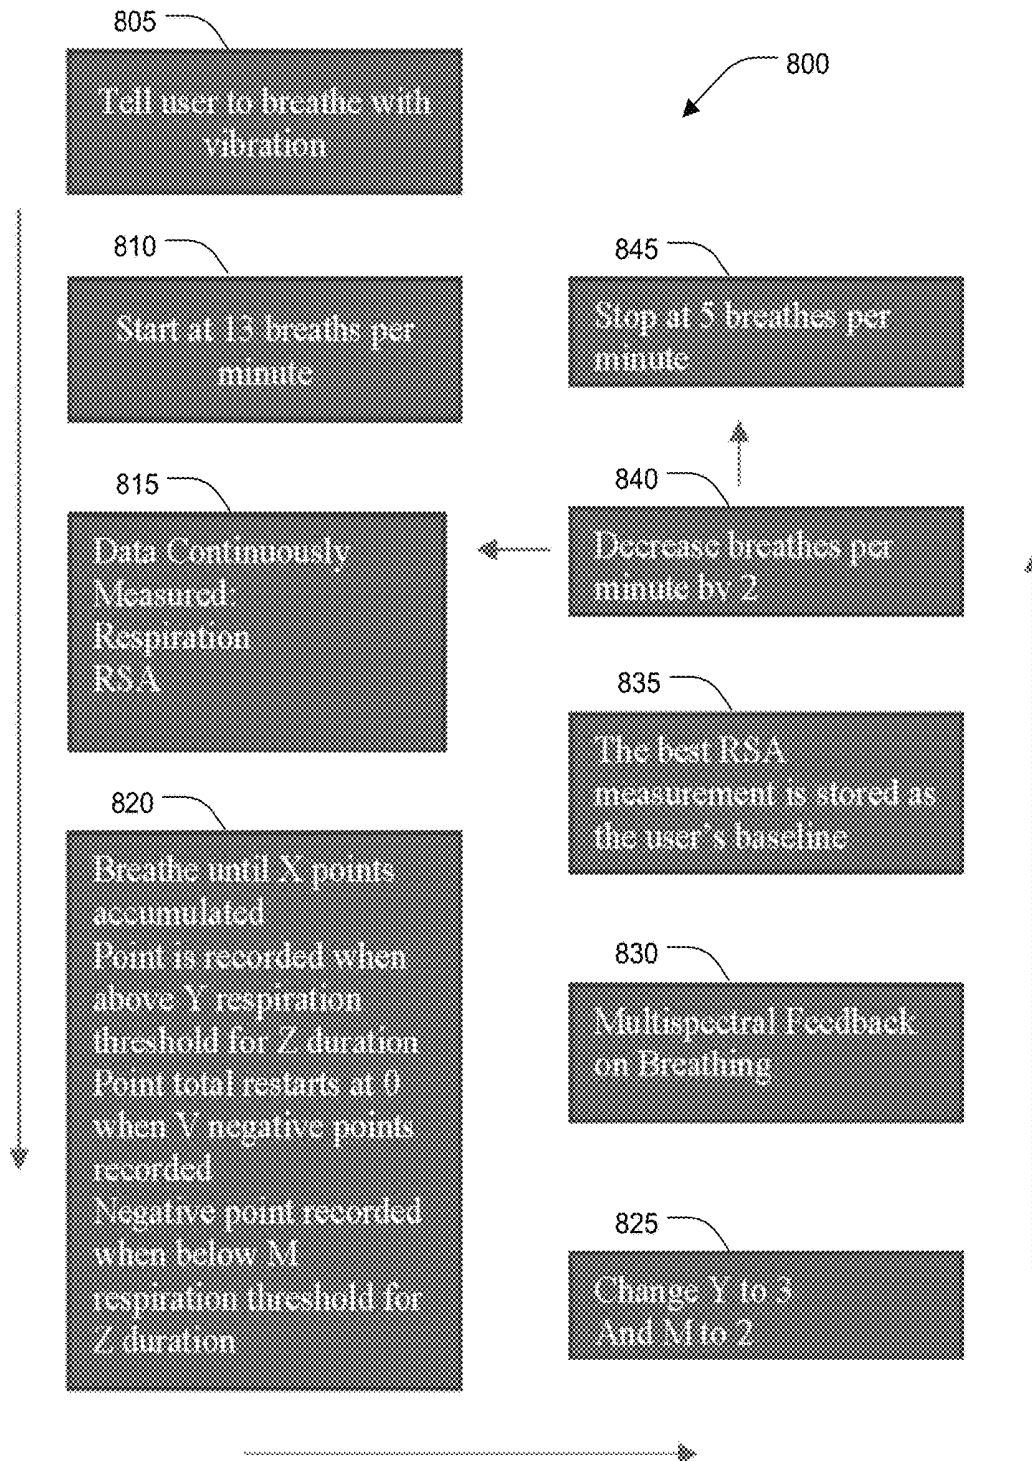 805
Tell user to breathe with
vibration
800
810
Start at 13 breaths per
minute
815
Data Continuously
Measured:
Respiration
RSA
820
Breathe until X points
accumulated
Point is recorded when
above Y respiration
threshold for Z duration
Point total restarts at 0
when V negative points
recorded
Negative point recorded
when below M
respiration threshold for
Z duration
845
Stop at 5 breathes per
minute
840
Decrease breathes per
minute by 2
835
The best RSA
measurement is stored as
the user's baseline
830
Multispectral Feedback
on Breathing
825
Change Y to 3
And M to 2